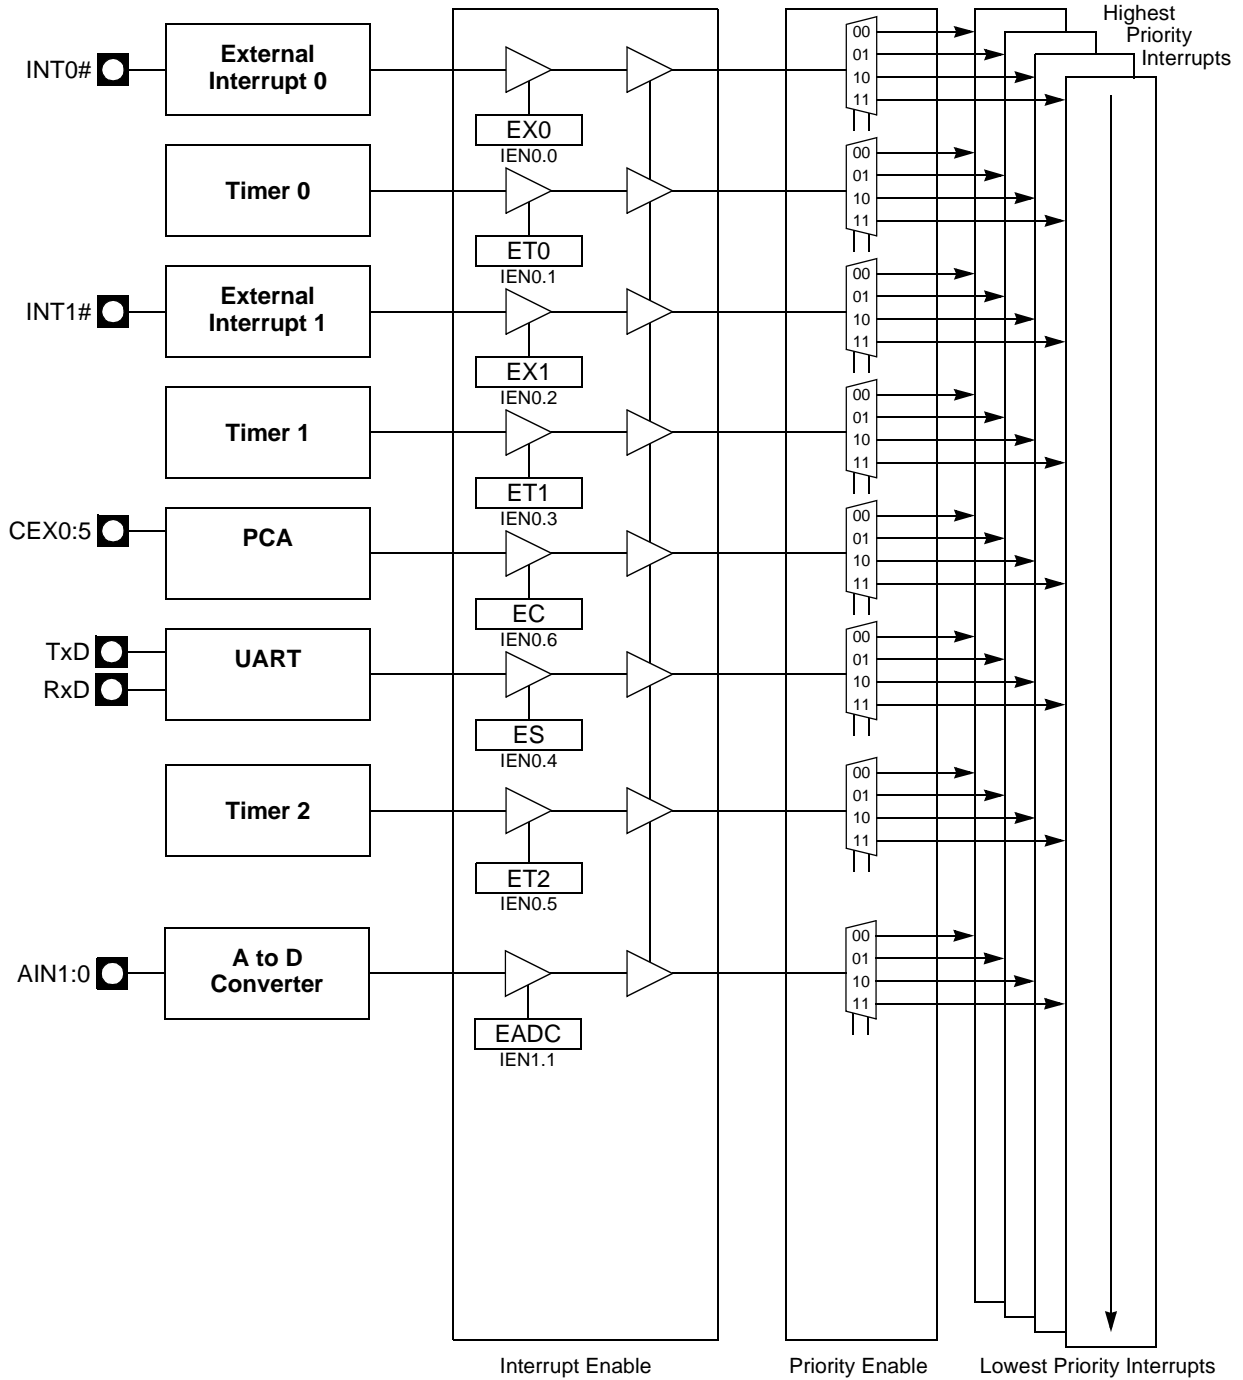 Highest
Priority
Interrupts
INT0#
External
Interrupt 0
EX0
IEN0.0
00
01
10
11
Timer 0
ET0
IEN0.1
00
01
10
11
INT1#
External
Interrupt 1
EX1
IEN0.2
00
01
10
11
Timer 1
ET1
IEN0.3
00
01
10
11
CEX0:5
PCA
EC
IEN0.6
00
01
10
11
TxD
RxD
UART
ES
IEN0.4
00
01
10
11
Timer 2
ET2
IEN0.5
00
01
10
11
AIN1:0
A to D
Converter
EADC
IEN1.1
00
01
10
11
Interrupt Enable
Priority Enable
Lowest Priority Interrupts